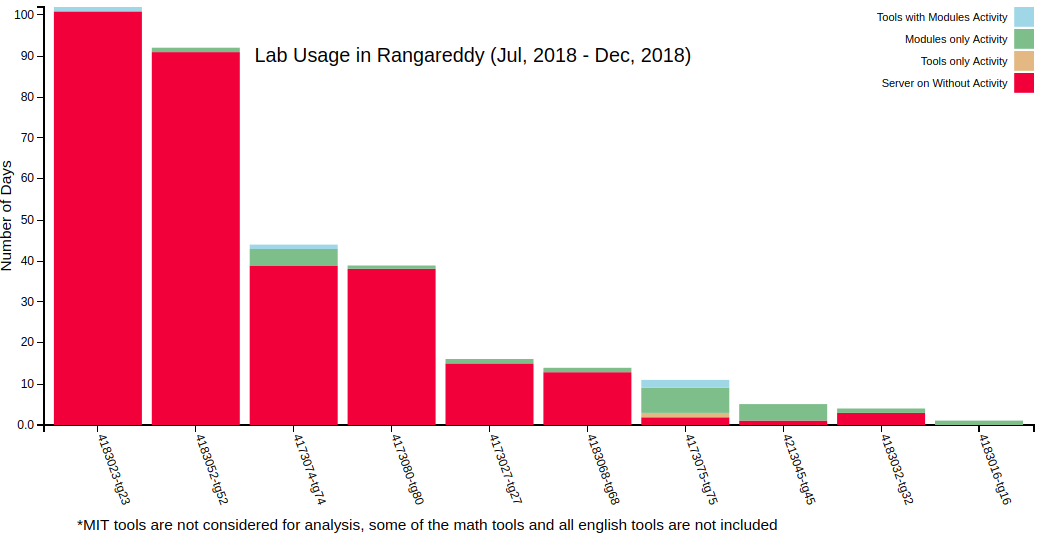 Lab Usage in Rangareddy (Jul, 2018 - Dec, 2018)
Tools with Modules Activity
Modules only Activity
Tools only Activity
Server on Without Activity
Number of Days
100
90
80
70
60
50
40
30
20
10
0.0
4183023-tg23
4183052-tg52
4173074-tg74
4173080-tg80
4173027-tg27
4183068-tg68
4173075-tg75
4213045-tg45
4183032-tg32
4183016-tg16
*MIT tools are not considered for analysis, some of the math tools and all english tools are not included